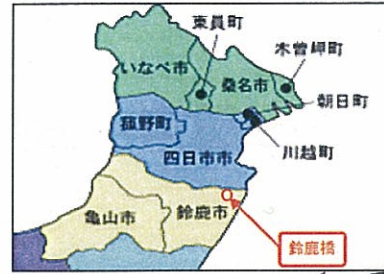 東員町
木曽岬町
いなべ市
桑名市
朝日町
菰野町
川越町
四日市市
亀山市
鈴鹿市
鈴鹿橋